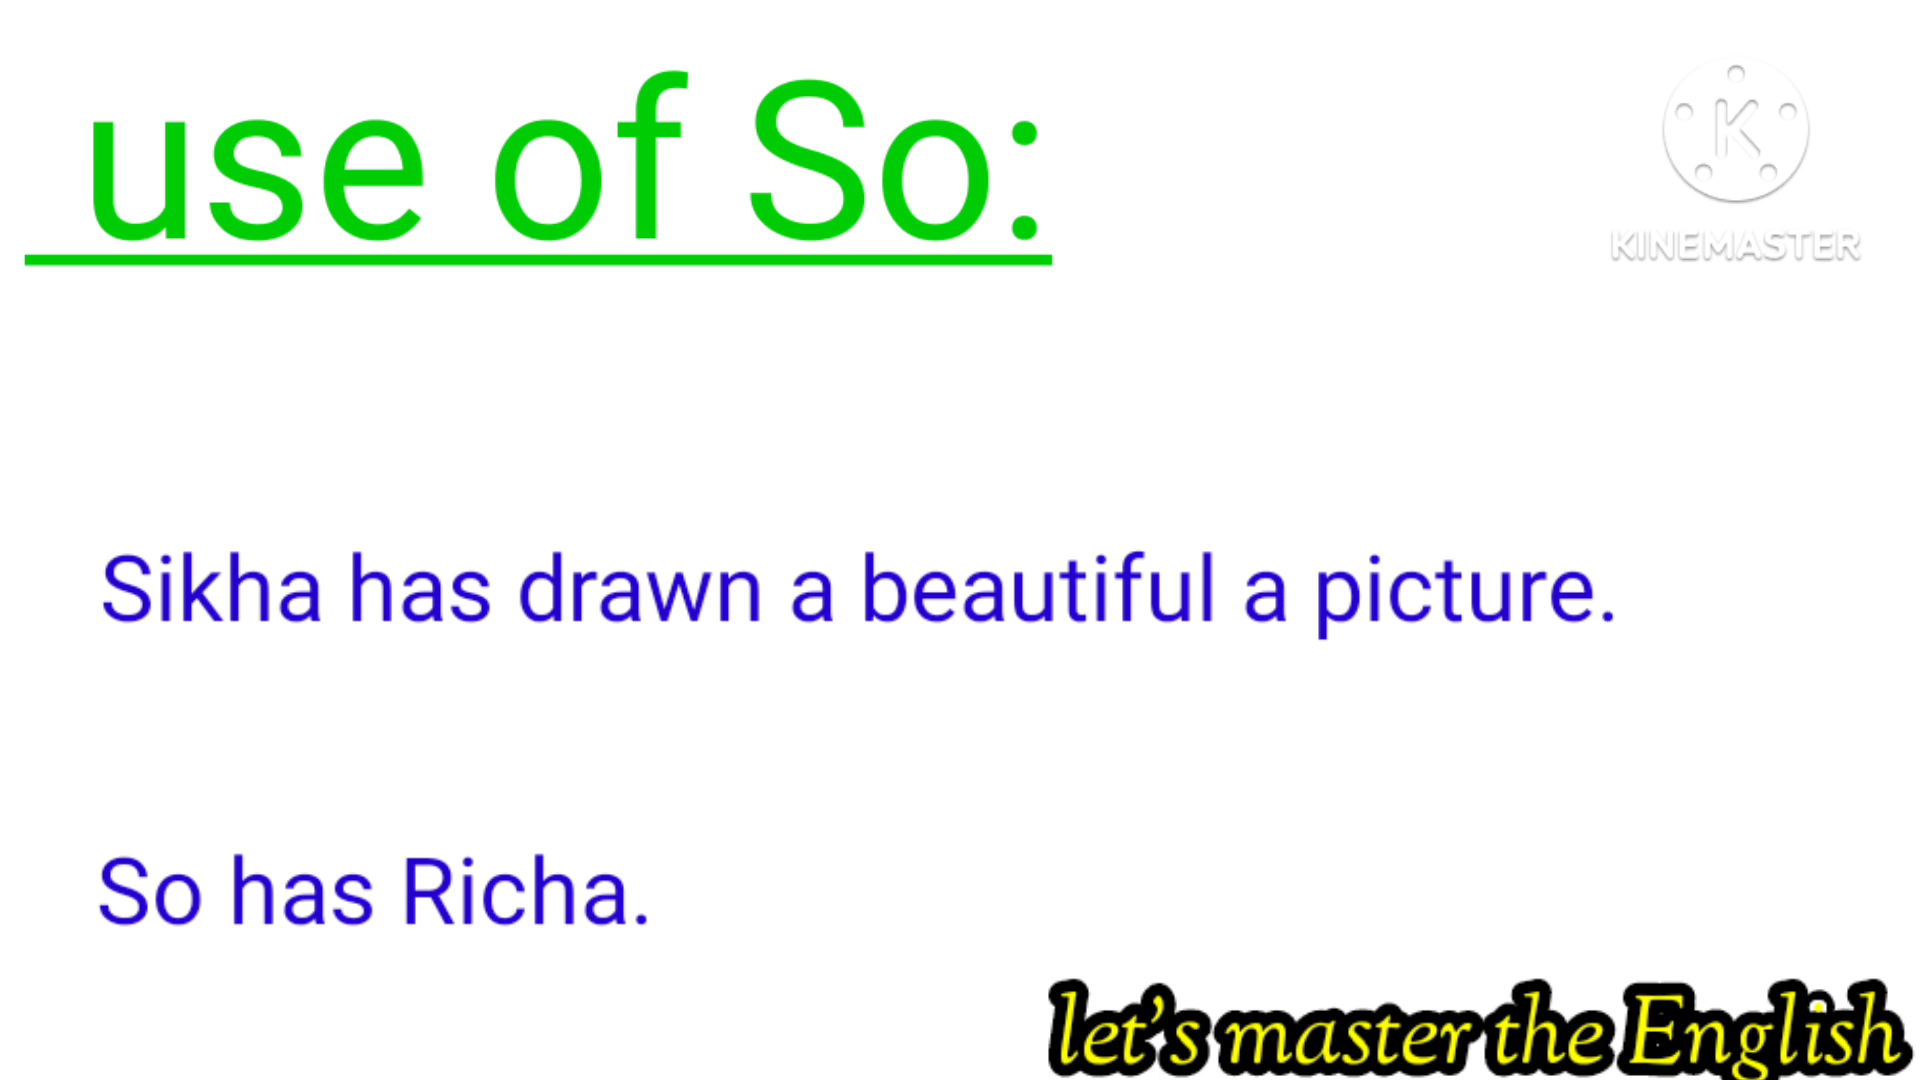 use of So:
K
KINEMASTER
Sikha has drawn a beautiful a picture.
So has Richa.
let's master the English